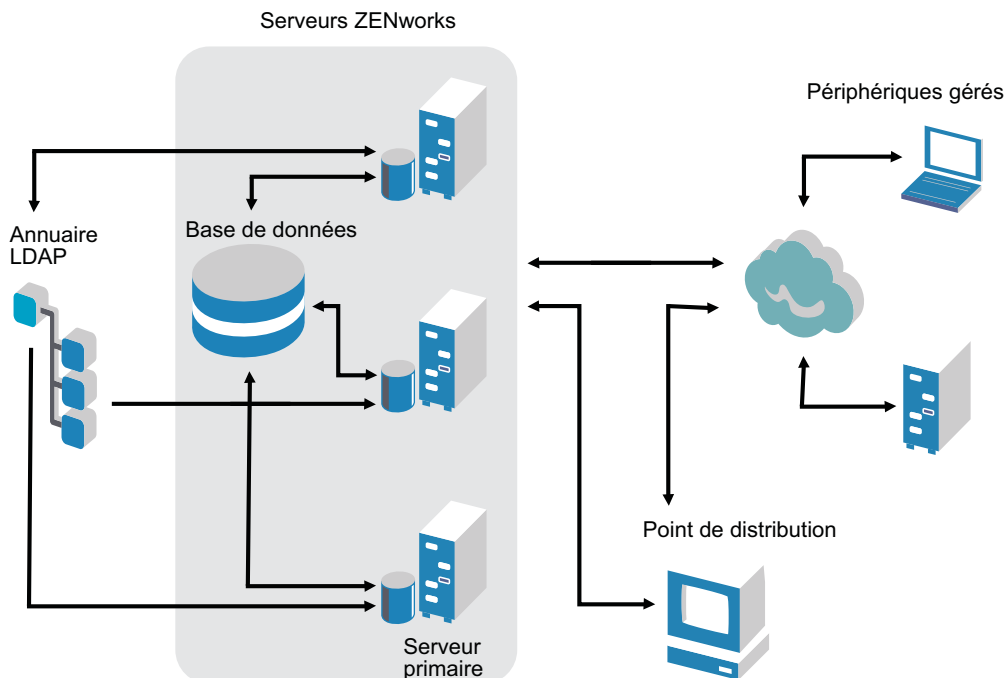 Serveurs ZENworks
Périphériques gérés
Annuaire
LDAP
Base de données
Point de distribution
Serveur
primaire